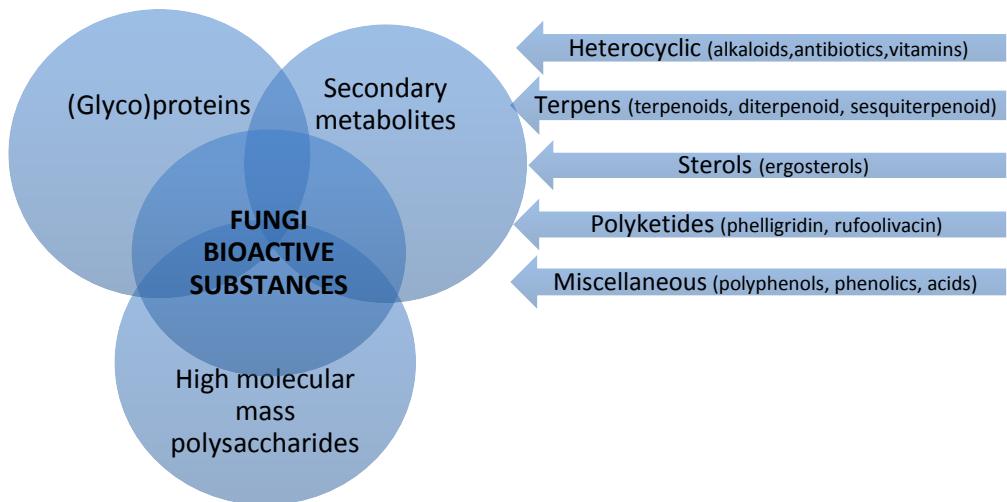 (Glyco)proteins
Secondary
metabolites
FUNGI
BIOACTIVE
SUBSTANCES
High molecular
mass
polysaccharides
Heterocyclic (alkaloids,antibiotics,vitamins)
Terpens (terpenoids, diterpenoid, sesquiterpenoid)
Sterols (ergosterols)
Polyketides (phelligridin, rufoolivacin)
Miscellaneous (polyphenols, phenolics, acids)